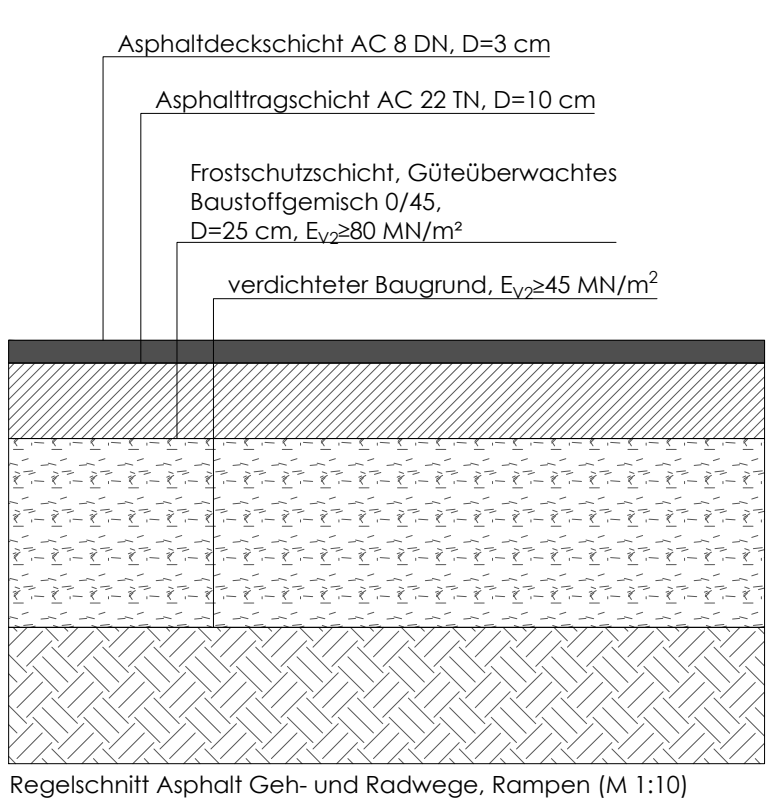 Asphaltdeckschicht AC 8 DN, D=3 cm
Asphalttragschicht AC 22 TN, D=10 cm
Frostschutzschicht, Güteüberwachtes
Baustoffgemisch 0/45,
D=25 cm, EV2≥80 MN/m²
verdichteter Baugrund, EV2≥45 MN/m²
Regelschnitt Asphalt Geh- und Radwege, Rampen (M 1:10)